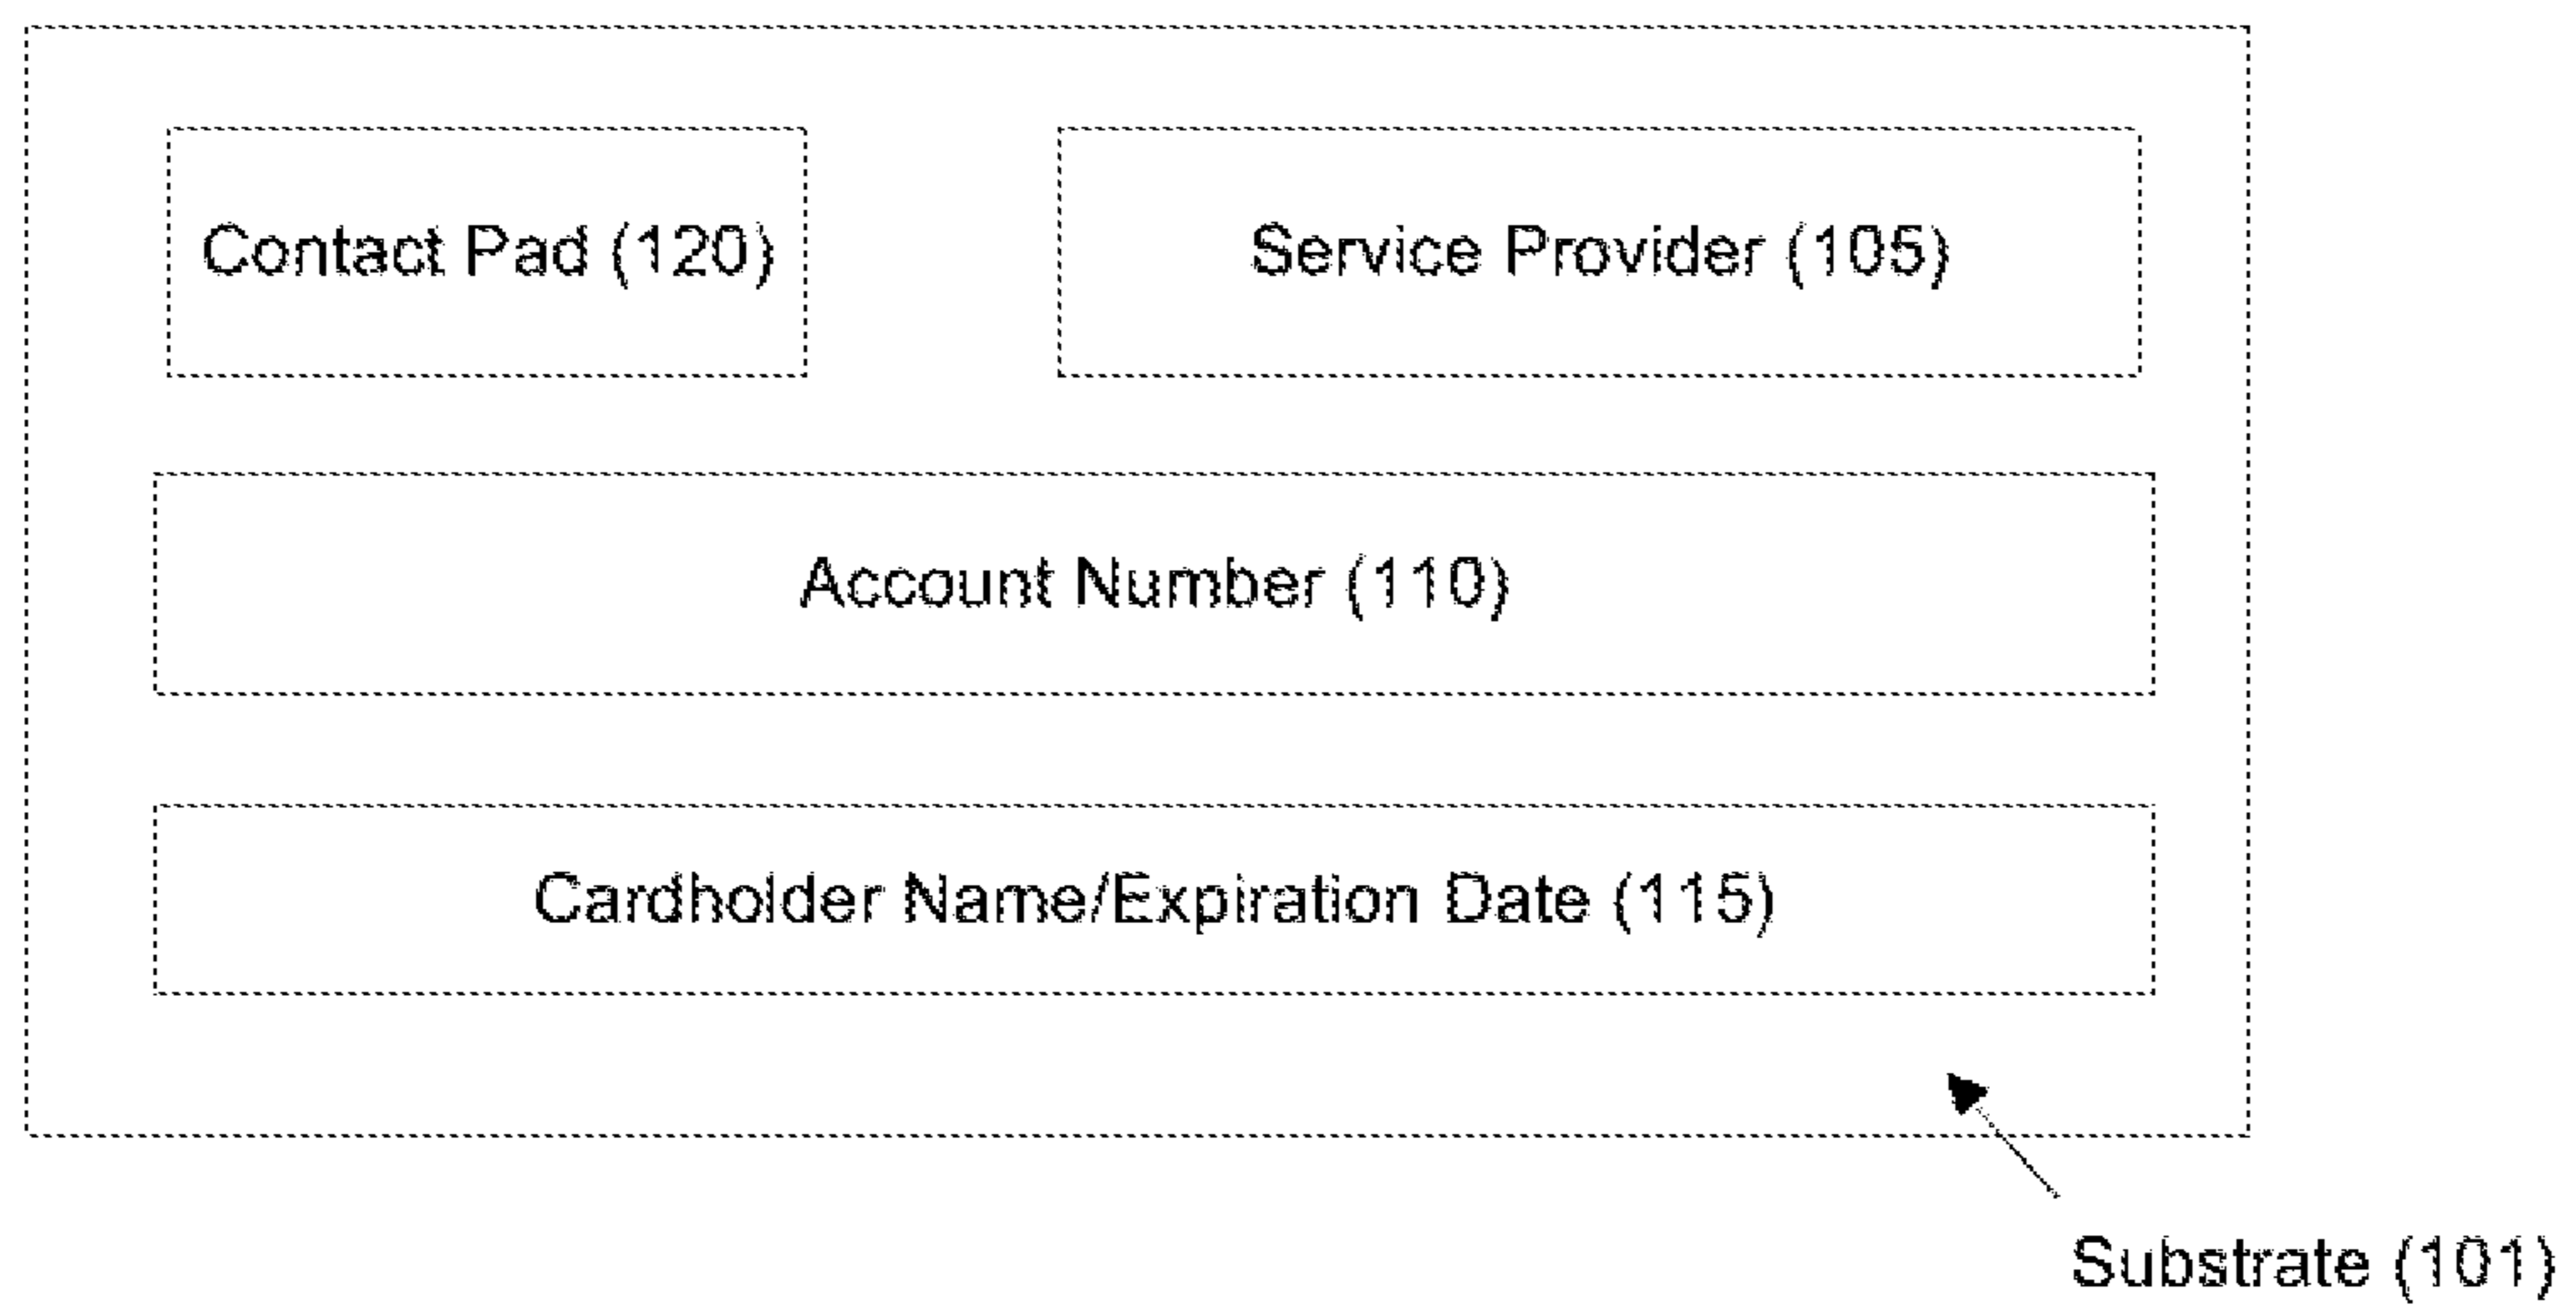 Contact Pad (120)
Service Provider (105)
Account Number (110)
Cardholder Name/Expiration Date (115)
Substrate (101)